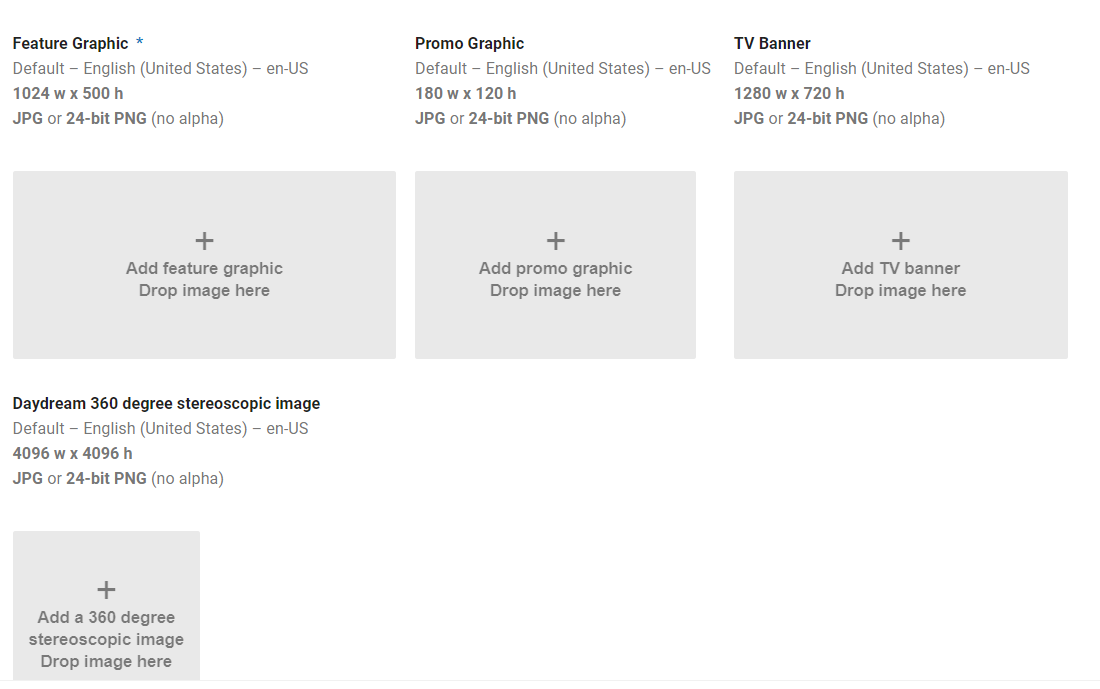 Feature Graphic *
Default – English (United States) – en-US
1024 w x 500 h
JPG or 24-bit PNG (no alpha)
+
Add feature graphic
Drop image here
Promo Graphic
Default – English (United States) – en-US
180 w x 120 h
JPG or 24-bit PNG (no alpha)
+
Add promo graphic
Drop image here
TV Banner
Default – English (United States) – en-US
1280 w x 720 h
JPG or 24-bit PNG (no alpha)
+
Add TV banner
Drop image here
Daydream 360 degree stereoscopic image
Default – English (United States) – en-US
4096 w x 4096 h
JPG or 24-bit PNG (no alpha)
+
Add a 360 degree
stereoscopic image
Drop image here